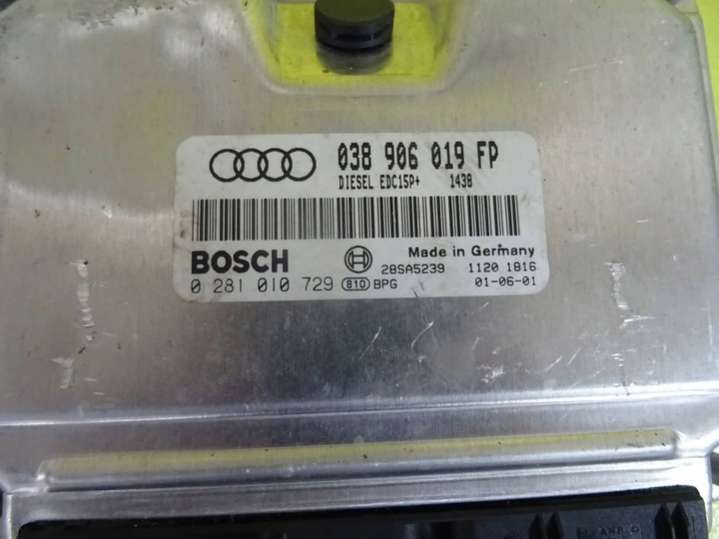 038 906 019 FP
DIESEL EDC15P+ 1438
BOSCH
Made in Germany
28SA5239 1120 1816
0 281 010 729 810 BPG 01-06-01